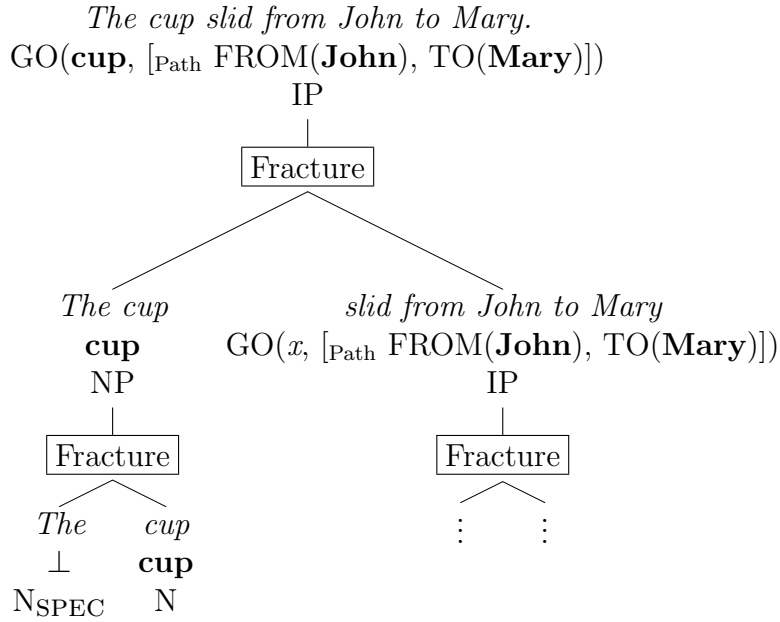 The cup slid from John to Mary.
GO(cup, [Path FROM(John), TO(Mary)])
IP
Fracture
The cup
cup
NP
slid from John to Mary
GO(x, [Path FROM(John), TO(Mary)])
IP
Fracture
Fracture
The
⊥
NSPEC
cup
cup
N
⋮ ⋮